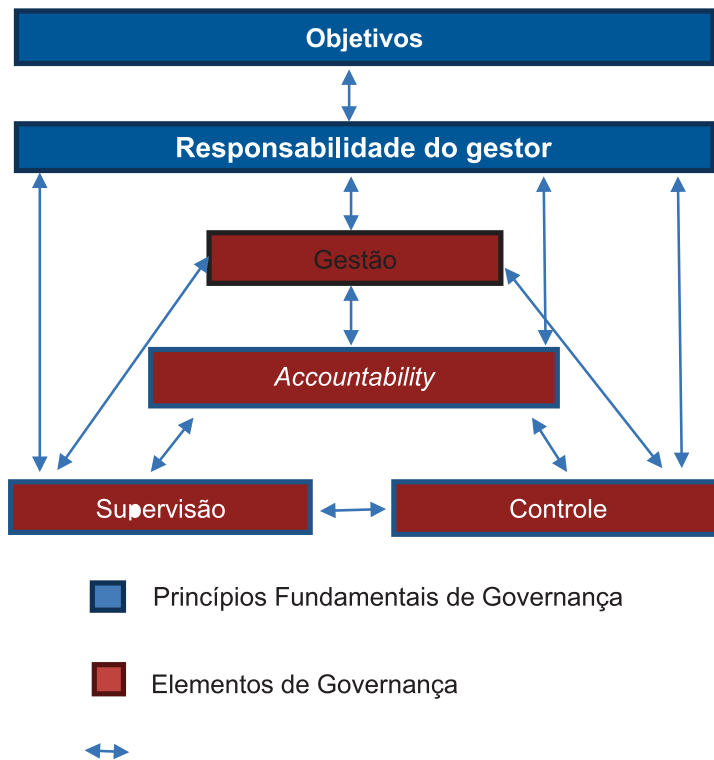 Objetivos
Responsabilidade do gestor
Gestão
Accountability
Supervisão
Controle
Princípios Fundamentais de Governança
Elementos de Governança